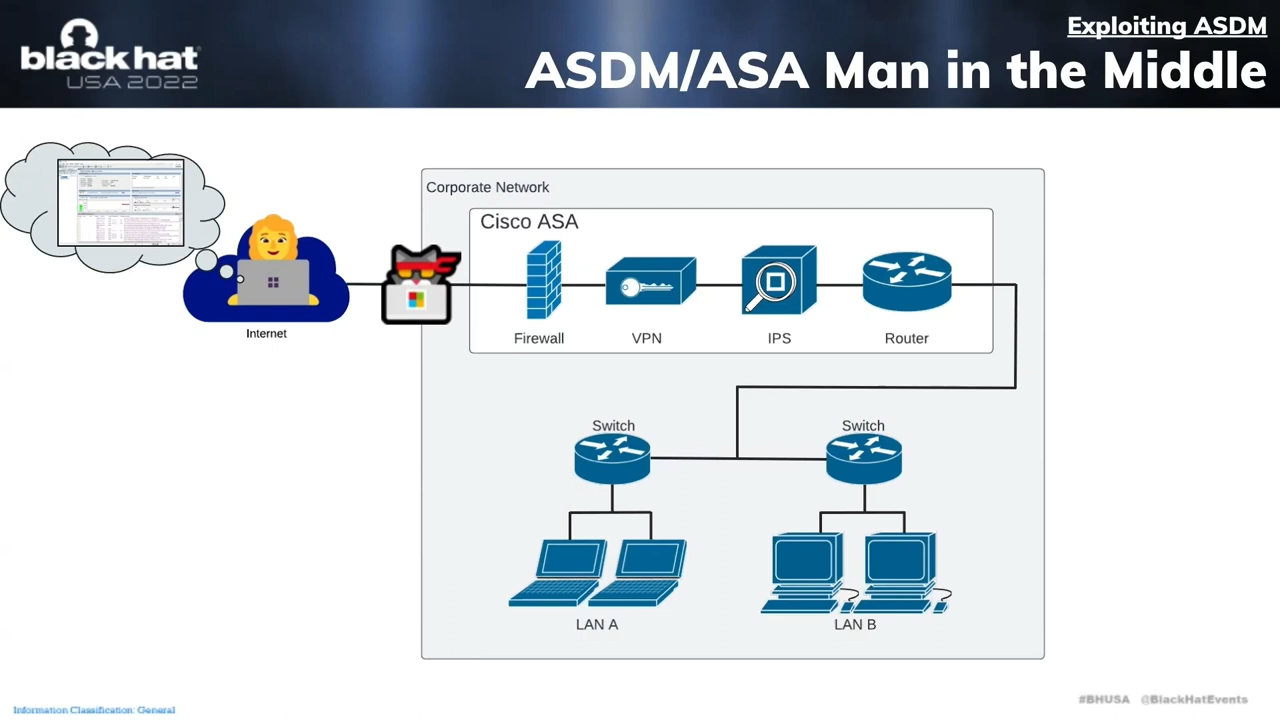 Exploiting ASDM
black hat
USA 2022
ASDM/ASA Man in the Middle
Corporate Network
Cisco ASA
Internet
Firewall
VPN
IPS
Router
Switch
Switch
LAN A
LAN B
Information Classification: General
#BHUSA @BlackHatEvents